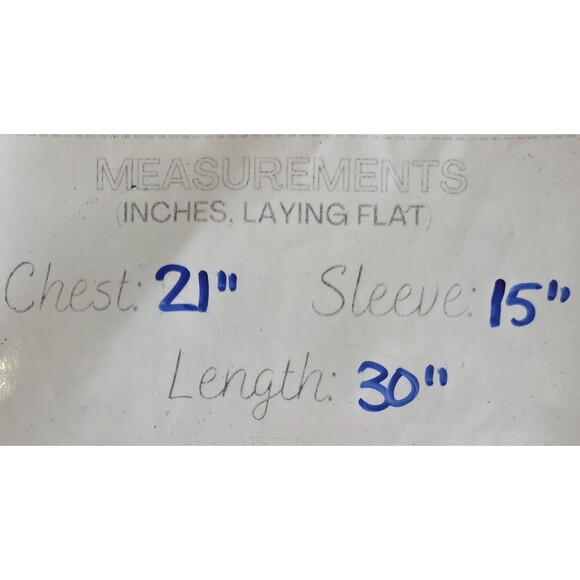 MEASUREMENTS
(INCHES, LAYING FLAT)
Chest: 21" Sleeve: 15"
Length: 30"